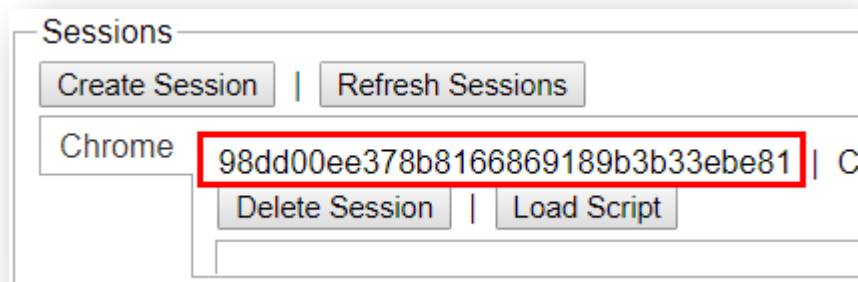 Sessions
Create Session | Refresh Sessions
Chrome 98dd00ee378b8166869189b3b33ebe81 | C
Delete Session | Load Script